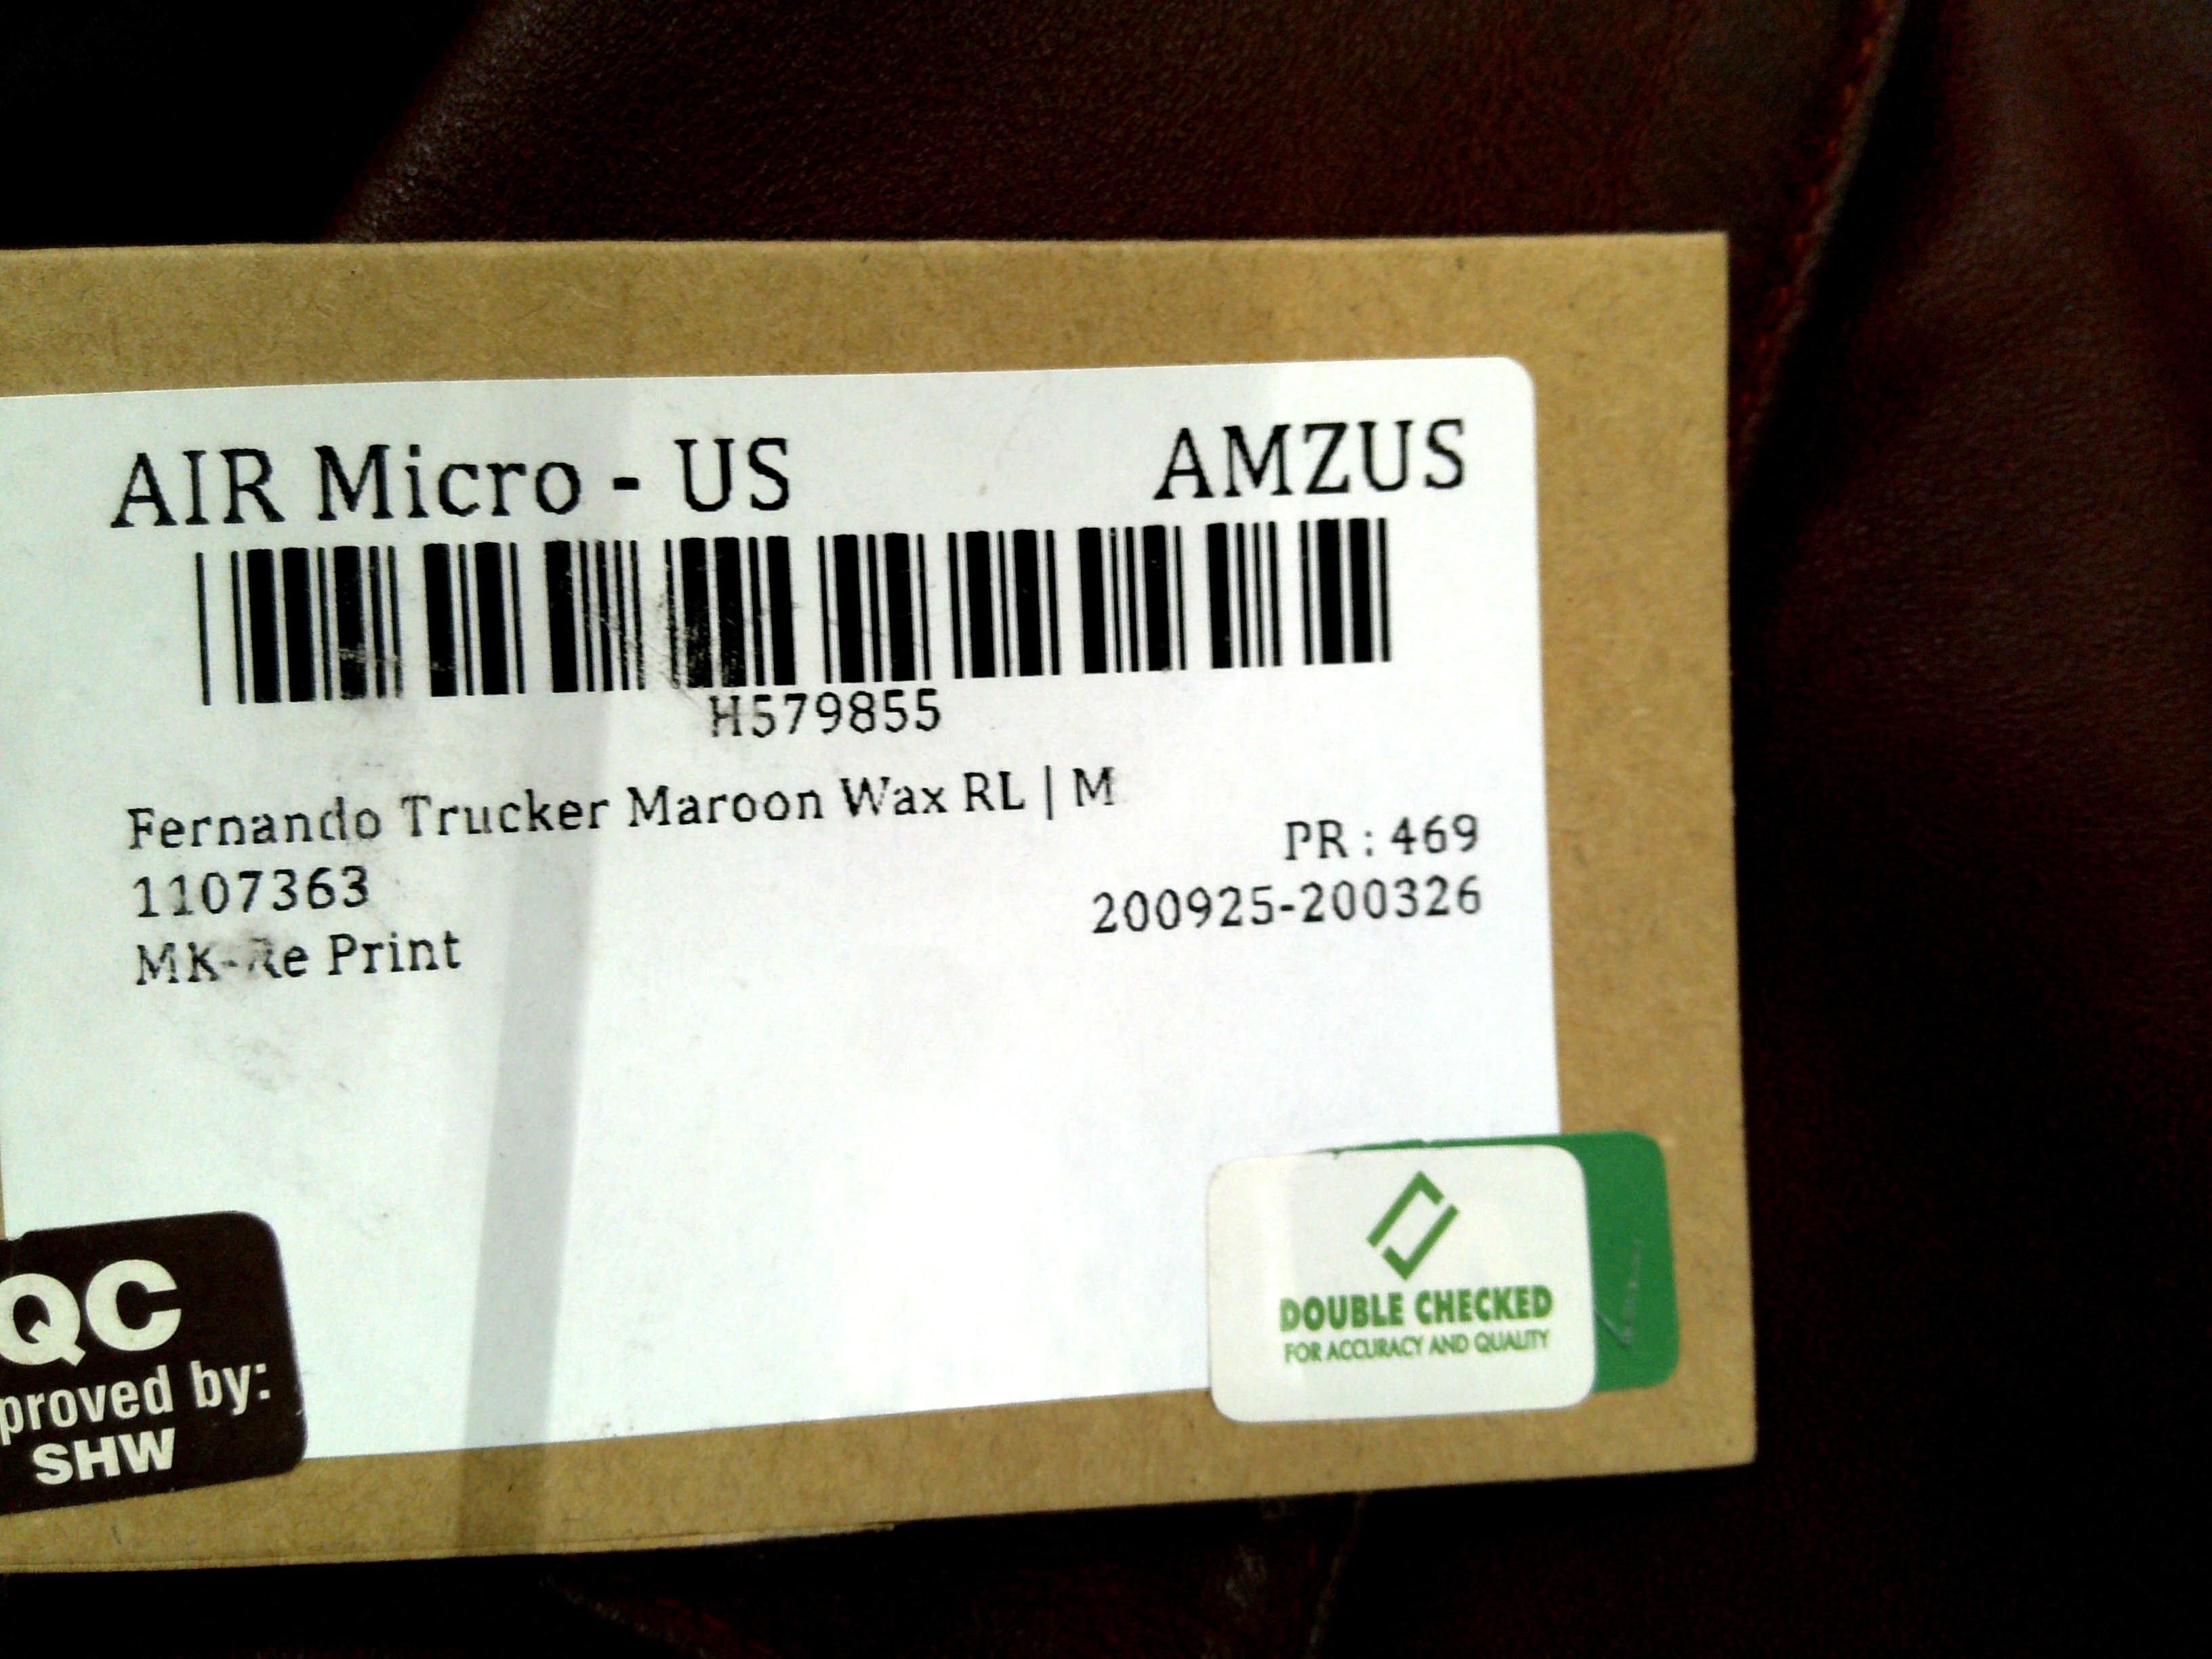 AIR Micro - US AMZUS
H579855
Fernando Trucker Maroon Wax RL | M
PR : 469
1107363
200925-200326
MK-Re Print
QC
proved by:
SHW
DOUBLE CHECKED
FOR ACCURACY AND QUALITY